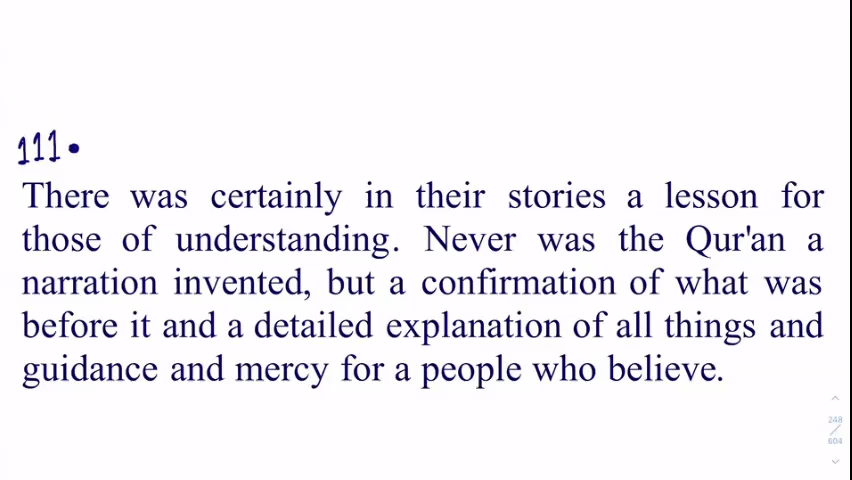 111.
There was certainly in their stories a lesson for
those of understanding. Never was the Qur'an a
narration invented, but a confirmation of what was
before it and a detailed explanation of all things and
guidance and mercy for a people who believe.
248
604